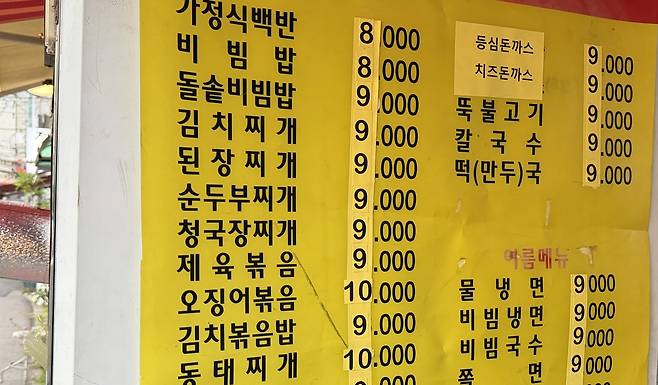 가정식백반 8,000
비빔밥 8,000
돌솥비빔밥 9,000
김치찌개 9.000
된장찌개 9.000
순두부찌개 9.000
청국장찌개 9.000
제육볶음 9.000
오징어볶음 10.000
김치볶음밥 9.000
동태찌개 10.000
9.000
등심돈까스 9.000
치즈돈까스 9.000
뚝불고기 9.000
칼국수 9.000
떡(만두)국 9.000
여름메뉴
물냉면 9000
비빔냉면 9000
비빔국수 9000
쫄면 9000